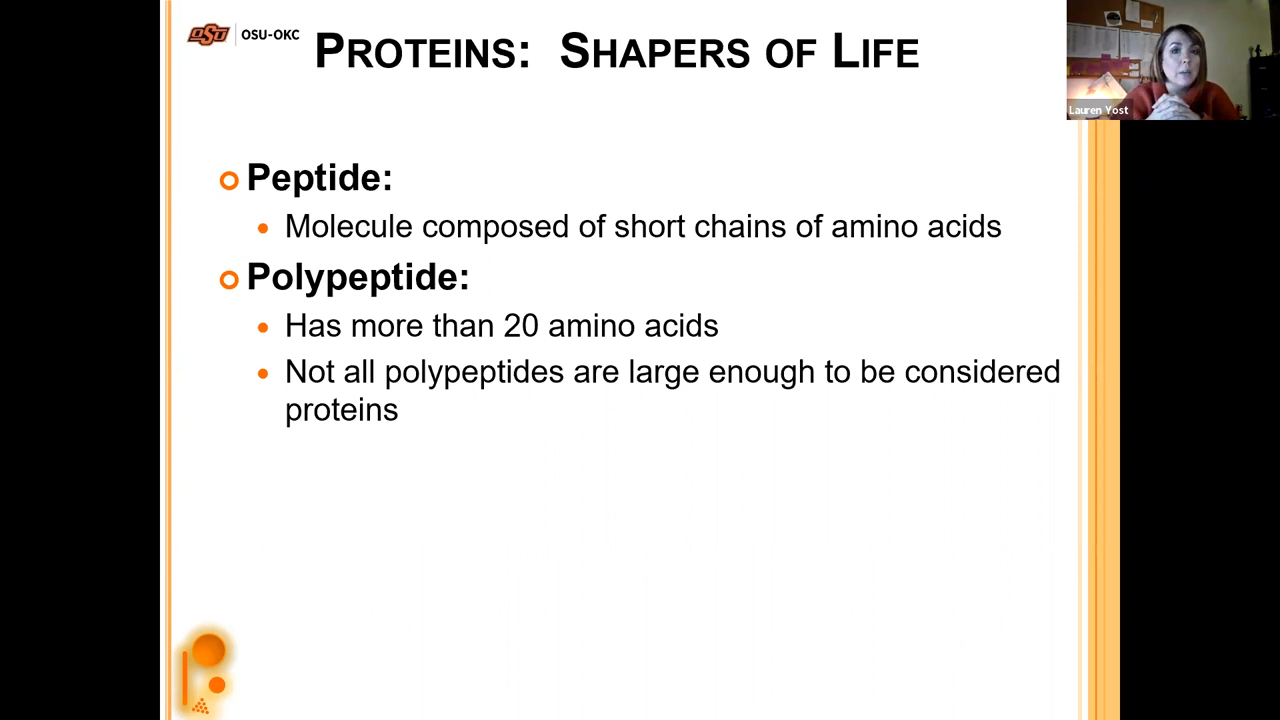 OSU OSU-OKC
PROTEINS: SHAPERS OF LIFE
Lauren Yost
Peptide:
Molecule composed of short chains of amino acids
Polypeptide:
Has more than 20 amino acids
Not all polypeptides are large enough to be considered
proteins